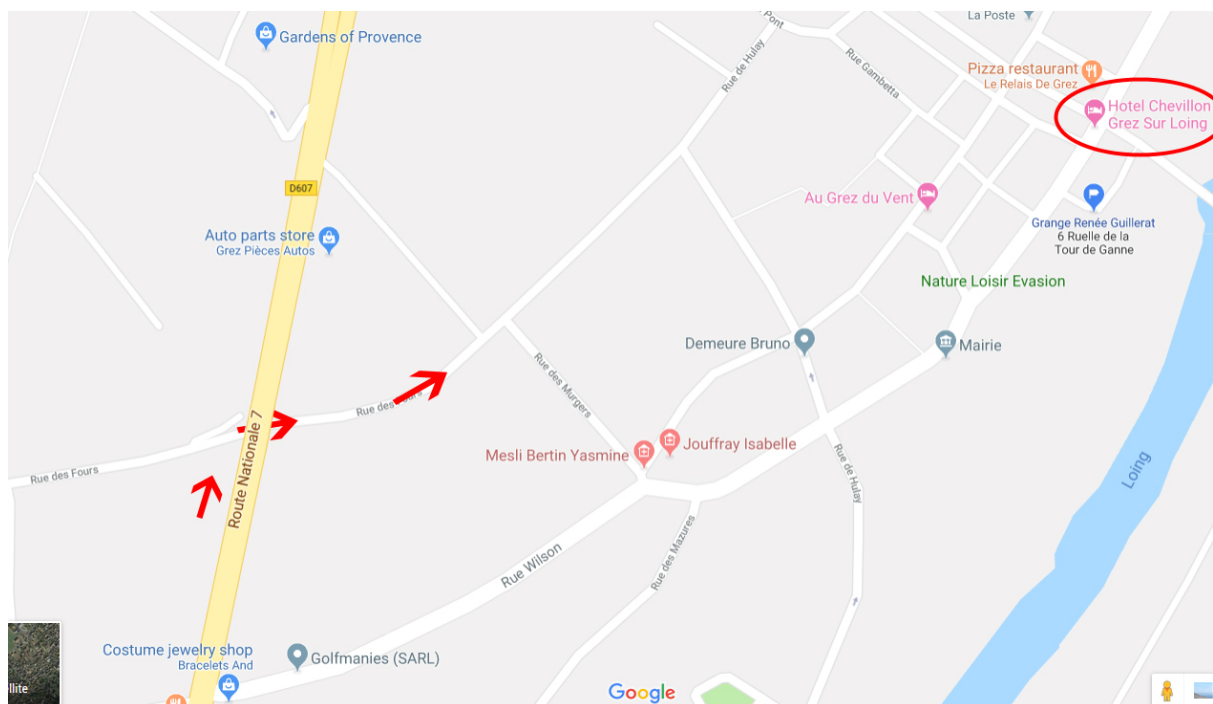 La Poste
Pont
Gardens of Provence
Rue de Hulay
Rue Gambetta
Pizza restaurant
Le Relais De Grez
Hotel Chevillon
Grez Sur Loing
D607
Au Grez du Vent
Grange Renée Guillerat
6 Ruelle de la
Tour de Ganne
Auto parts store
Grez Pièces Autos
Nature Loisir Evasion
Demeure Bruno
Mairie
Rue des Murgers
Rue des
Route Nationale 7
Jouffray Isabelle
Mesli Bertin Yasmine
Rue des Fours
Rue de Hulay
Loing
Rue Wilson
Rue des Mazures
Costume jewelry shop
Bracelets And
Golfmanies (SARL)
llite
Google